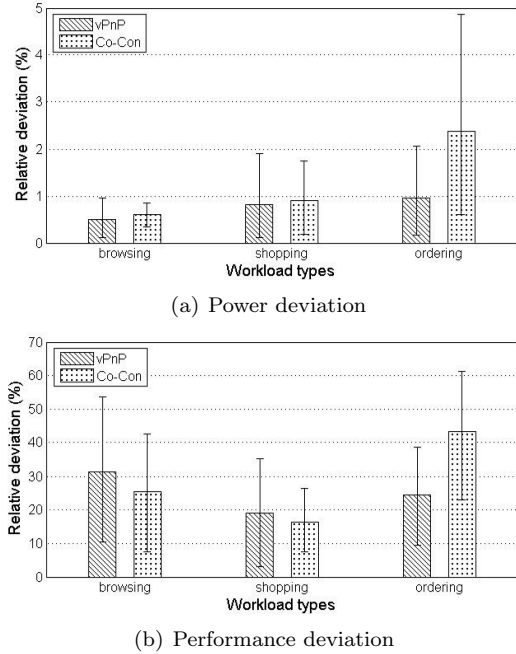 5
4
3
2
1
0
Relative deviation (%)
vPnP
Co-Con
browsing
shopping
ordering
Workload types
(a) Power deviation
70
60
50
40
30
20
10
0
Relative deviation (%)
vPnP
Co-Con
browsing
shopping
ordering
Workload types
(b) Performance deviation